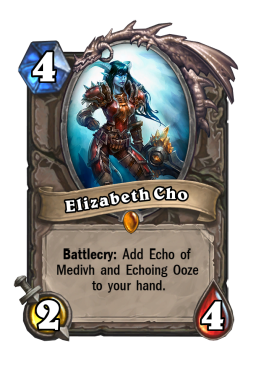 4
Elizabeth Cho
Battlecry: Add Echo of
Medivh and Echoing Ooze
to your hand.
2
4